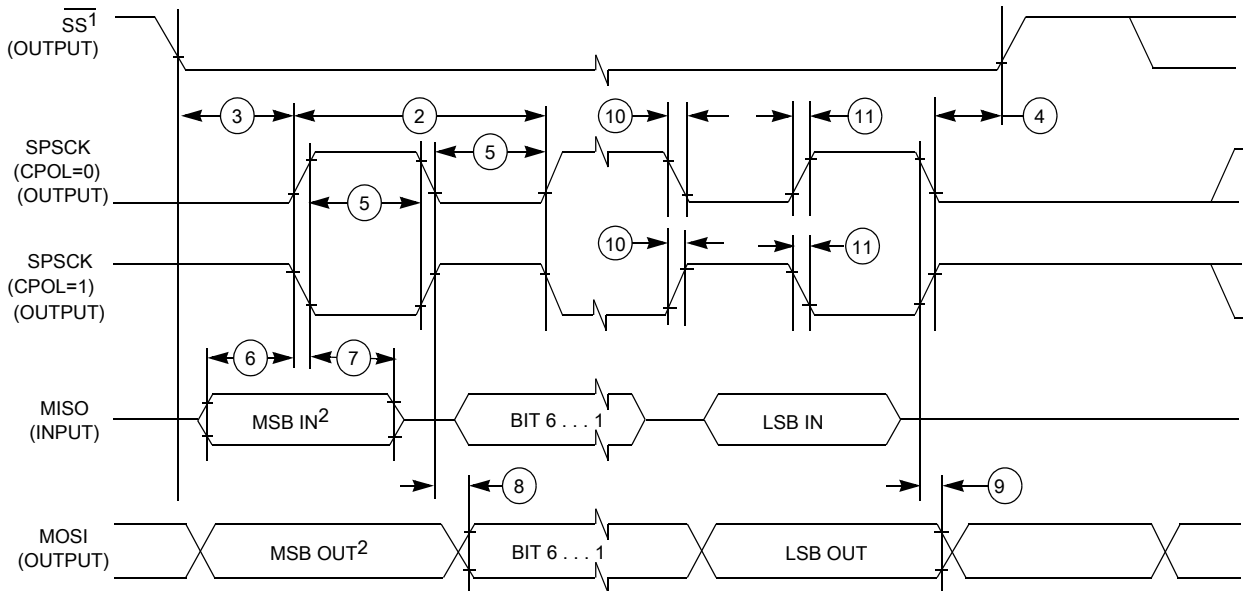 SS¹
(OUTPUT)
3
2
10
11
4
SPSCK
(CPOL=0)
(OUTPUT)
5
5
SPSCK
(CPOL=1)
(OUTPUT)
10
11
6
7
MISO
(INPUT)
MSB IN²
BIT 6 . . . 1
LSB IN
8
9
MOSI
(OUTPUT)
MSB OUT²
BIT 6 . . . 1
LSB OUT